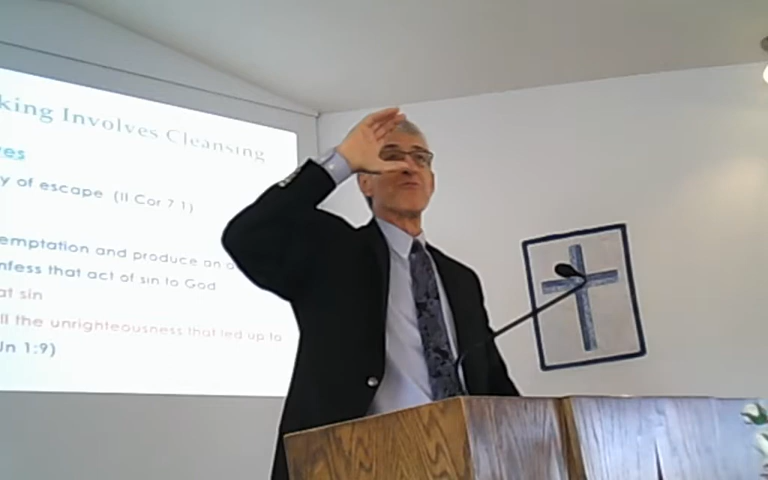 king Involves Cleansing
es
y of escape (II Cor 7 1)
emptation and produce an
nfess that act of sin to God
at sin
ll the unrighteousness that led up to
Jn 1:9)